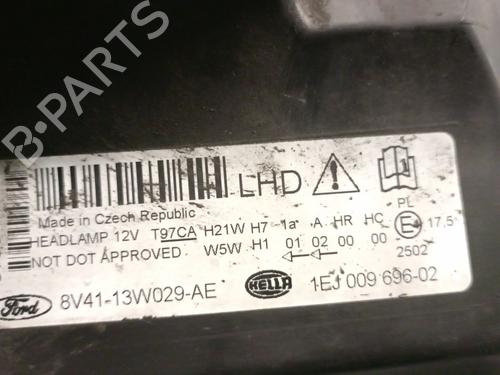 B-PARTS
LHD
Made in Czech Republic
HEADLAMP 12V T97CA H21W H7 1a A HR HC PL E 17,5
NOT DOT APPROVED W5W H1 01 02 00 00 2502
Ford 8V41-13W029-AE HELLA 1EJ 009 696-02